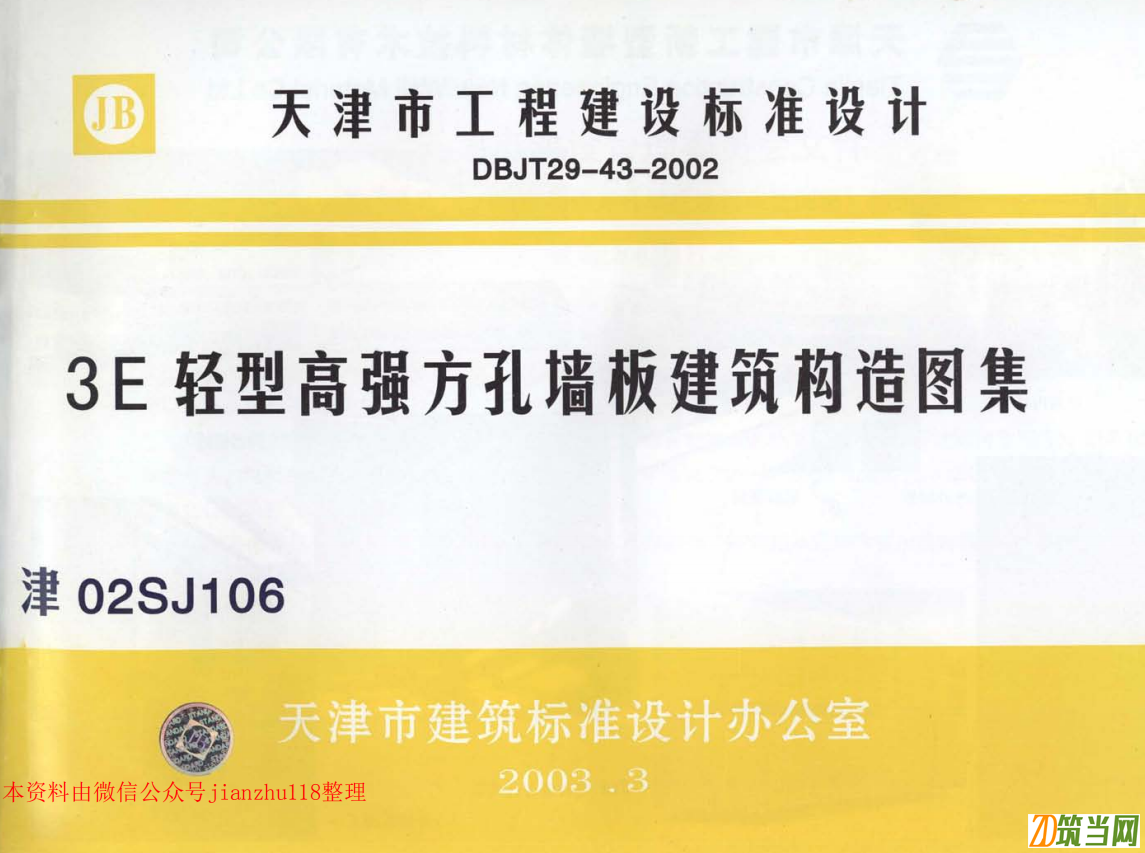 JB
天津市工程建设标准设计
DBJT29-43-2002
3E 轻型高强方孔墙板建筑构造图集
津 02SJ106
天津市建筑标准设计办公室
2003.3
本资料由微信公众号jianzhu118整理
筑当网